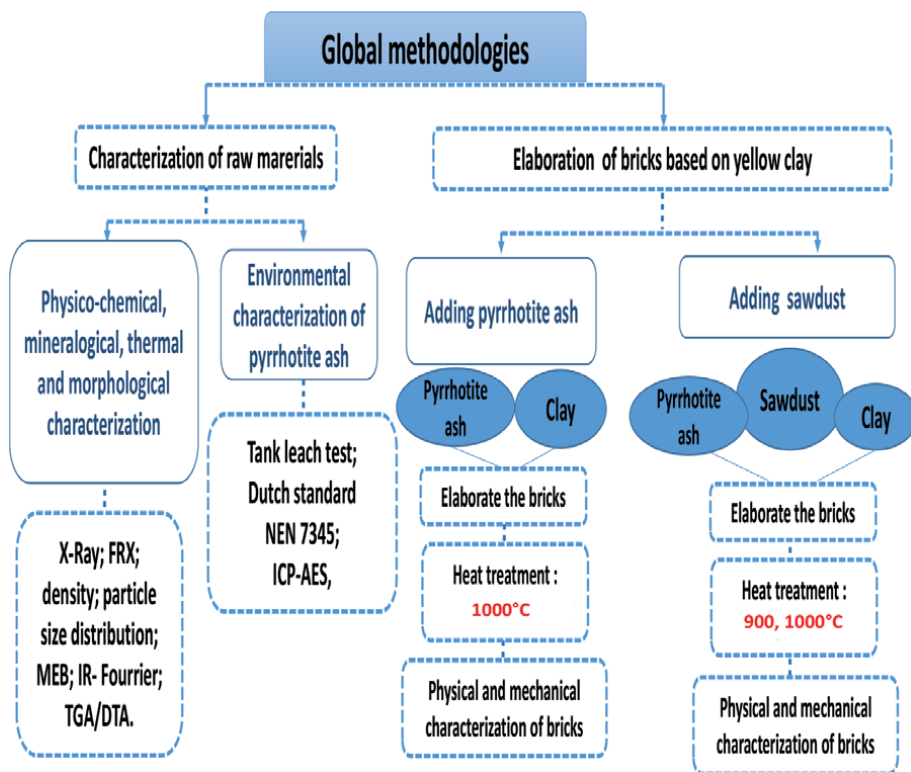 Global methodologies
Characterization of raw marerials
Elaboration of bricks based on yellow clay
Physico-chemical,
mineralogical, thermal
and morphological
characterization
Environmental
characterization of
pyrrhotite ash
Adding pyrrhotite ash
Adding sawdust
Pyrrhotite
ash
Clay
Pyrrhotite
ash
Sawdust
Clay
X-Ray; FRX;
density; particle
size distribution;
MEB; IR- Fourrier;
TGA/DTA.
Tank leach test;
Dutch standard
NEN 7345;
ICP-AES,
Elaborate the bricks
Heat treatment :
1000°C
Physical and mechanical
characterization of bricks
Elaborate the bricks
Heat treatment :
900, 1000°C
Physical and mechanical
characterization of bricks